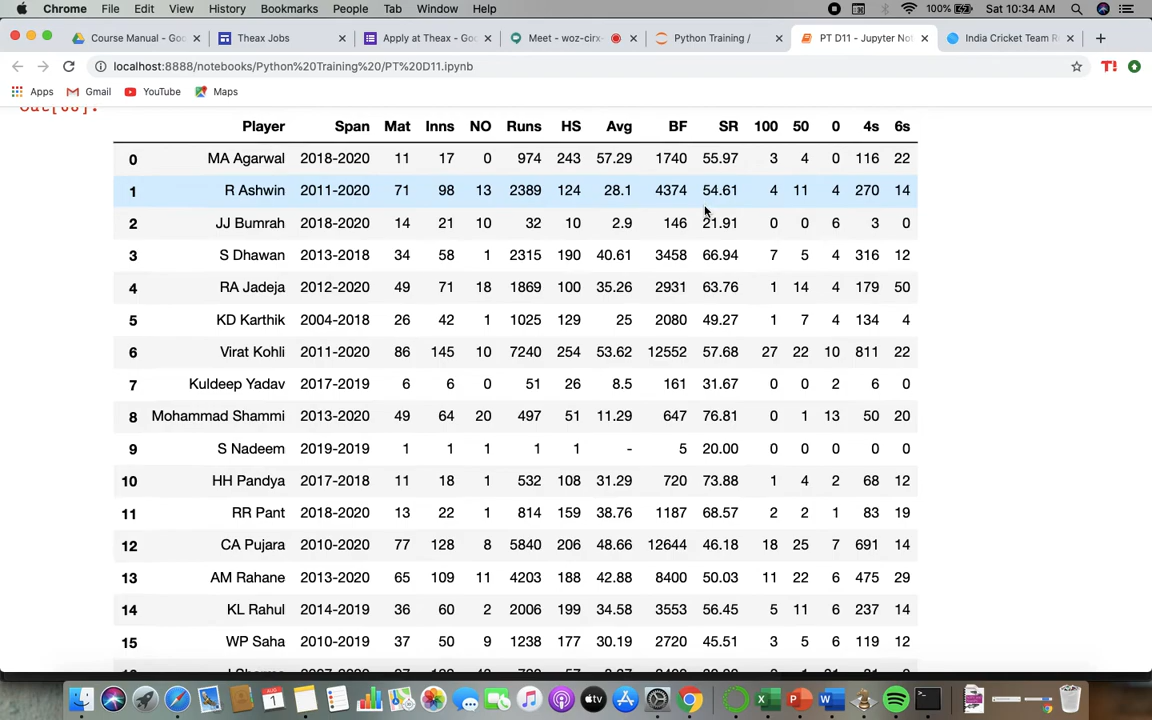 Chrome File Edit View History Bookmarks People Tab Window Help 100% Sat 10:34 AM
Course Manual - Goo Theax Jobs Apply at Theax - Goo Meet - woz-cirx- Python Training / PT D11 - Jupyter Not India Cricket Team R
localhost:8888/notebooks/Python%20Training%20/PT%20D11.ipynb
Apps Gmail YouTube Maps
Player Span Mat Inns NO Runs HS Avg BF SR 100 50 0 4s 6s
0 MA Agarwal 2018-2020 11 17 0 974 243 57.29 1740 55.97 3 4 0 116 22
1 R Ashwin 2011-2020 71 98 13 2389 124 28.1 4374 54.61 4 11 4 270 14
2 JJ Bumrah 2018-2020 14 21 10 32 10 2.9 146 21.91 0 0 6 3 0
3 S Dhawan 2013-2018 34 58 1 2315 190 40.61 3458 66.94 7 5 4 316 12
4 RA Jadeja 2012-2020 49 71 18 1869 100 35.26 2931 63.76 1 14 4 179 50
5 KD Karthik 2004-2018 26 42 1 1025 129 25 2080 49.27 1 7 4 134 4
6 Virat Kohli 2011-2020 86 145 10 7240 254 53.62 12552 57.68 27 22 10 811 22
7 Kuldeep Yadav 2017-2019 6 6 0 51 26 8.5 161 31.67 0 0 2 6 0
8 Mohammad Shammi 2013-2020 49 64 20 497 51 11.29 647 76.81 0 1 13 50 20
9 S Nadeem 2019-2019 1 1 1 1 1 - 5 20.00 0 0 0 0 0
10 HH Pandya 2017-2018 11 18 1 532 108 31.29 720 73.88 1 4 2 68 12
11 RR Pant 2018-2020 13 22 1 814 159 38.76 1187 68.57 2 2 1 83 19
12 CA Pujara 2010-2020 77 128 8 5840 206 48.66 12644 46.18 18 25 7 691 14
13 AM Rahane 2013-2020 65 109 11 4203 188 42.88 8400 50.03 11 22 6 475 29
14 KL Rahul 2014-2019 36 60 2 2006 199 34.58 3553 56.45 5 11 6 237 14
15 WP Saha 2010-2019 37 50 9 1238 177 30.19 2720 45.51 3 5 6 119 12